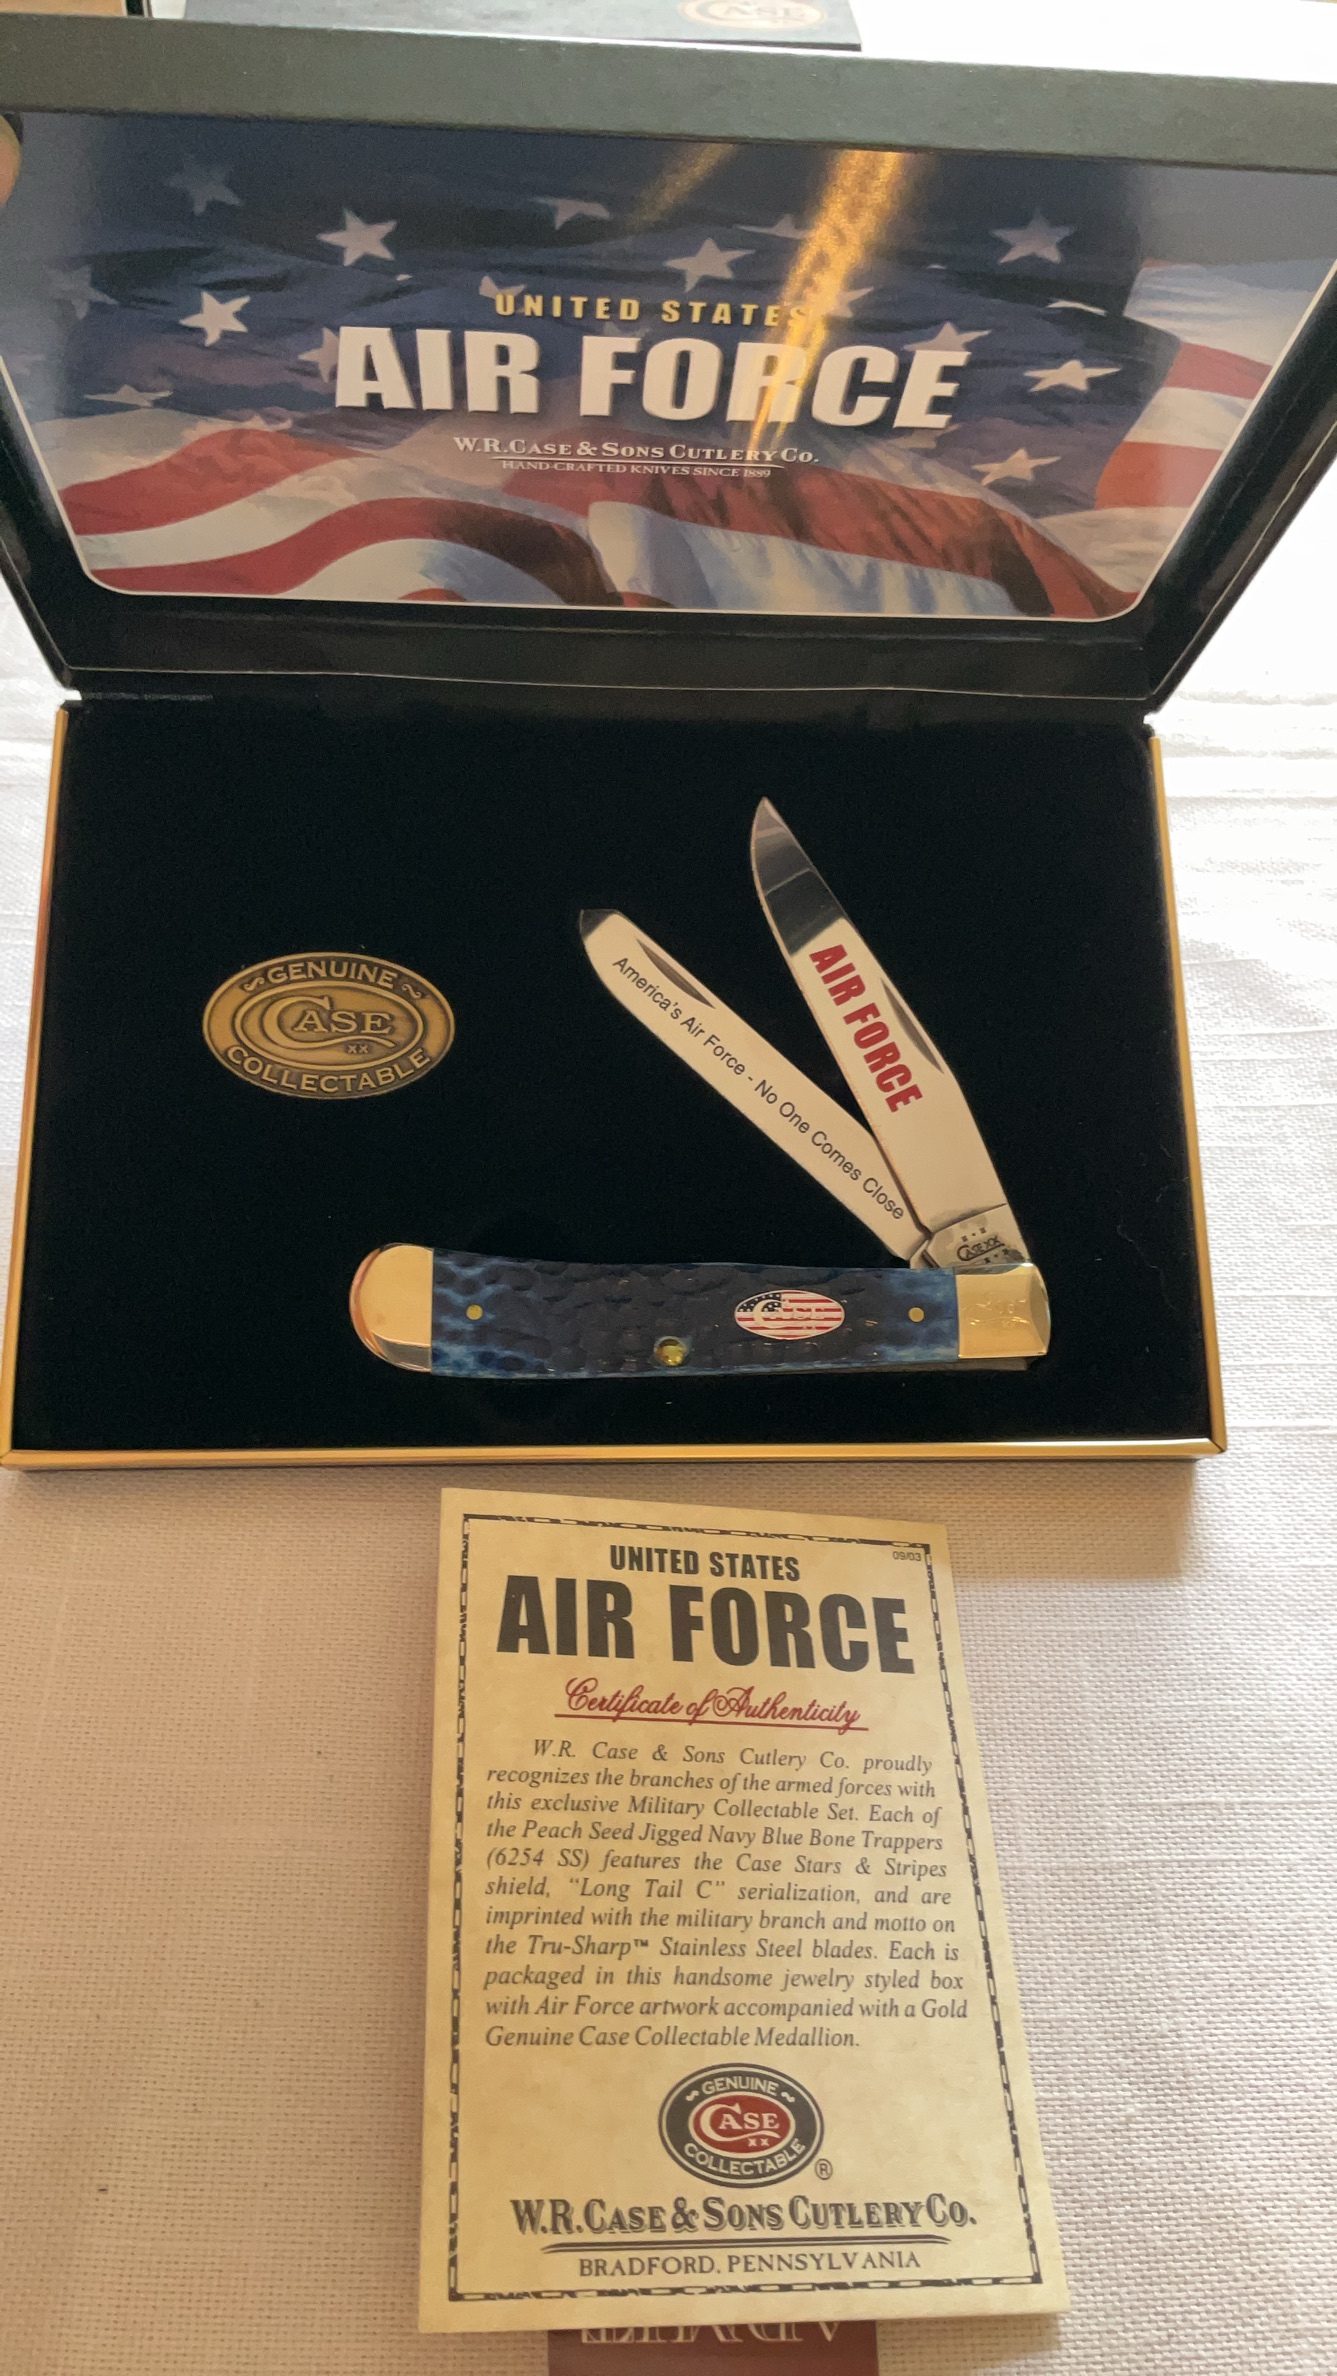 CASE
UNITED STATES
AIR FORCE
W.R. CASE & SONS CUTLERY CO.
HAND-CRAFTED KNIVES SINCE 1889
GENUINE
CASE
XX
COLLECTABLE
America's Air Force - No One Comes Close
AIR FORCE
CASE XX
CASE
09/03
UNITED STATES
AIR FORCE
Certificate of Authenticity
W.R. Case & Sons Cutlery Co. proudly
recognizes the branches of the armed forces with
this exclusive Military Collectable Set. Each of
the Peach Seed Jigged Navy Blue Bone Trappers
(6254 SS) features the Case Stars & Stripes
shield, "Long Tail C" serialization, and are
imprinted with the military branch and motto on
the Tru-Sharp™ Stainless Steel blades. Each is
packaged in this handsome jewelry styled box
with Air Force artwork accompanied with a Gold
Genuine Case Collectable Medallion.
GENUINE
CASE
XX
COLLECTABLE
®
W.R. CASE & SONS CUTLERY CO.
BRADFORD, PENNSYLVANIA